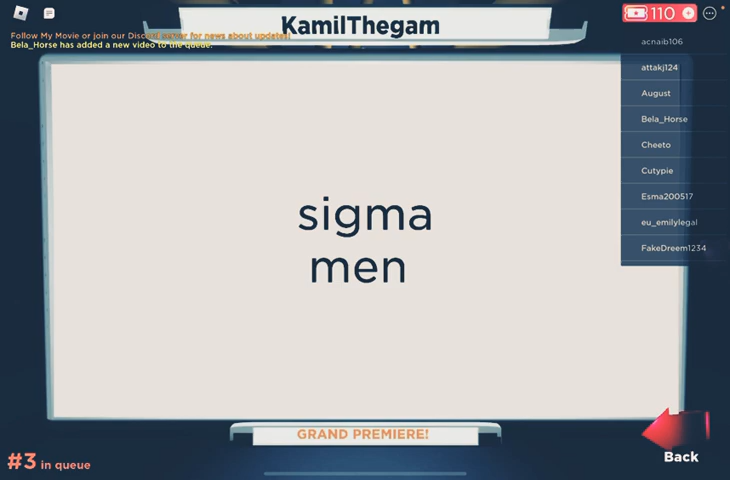 KamilThegam
110
Follow My Movie or join our Discord server for news about updates!
Bela_Horse has added a new video to the queue.
acnaib106
attakj124
August
Bela_Horse
Cheeto
Cutypie
Esma200517
eu_emilylegal
FakeDreem1234
sigma
men
GRAND PREMIERE!
#3 in queue
Back